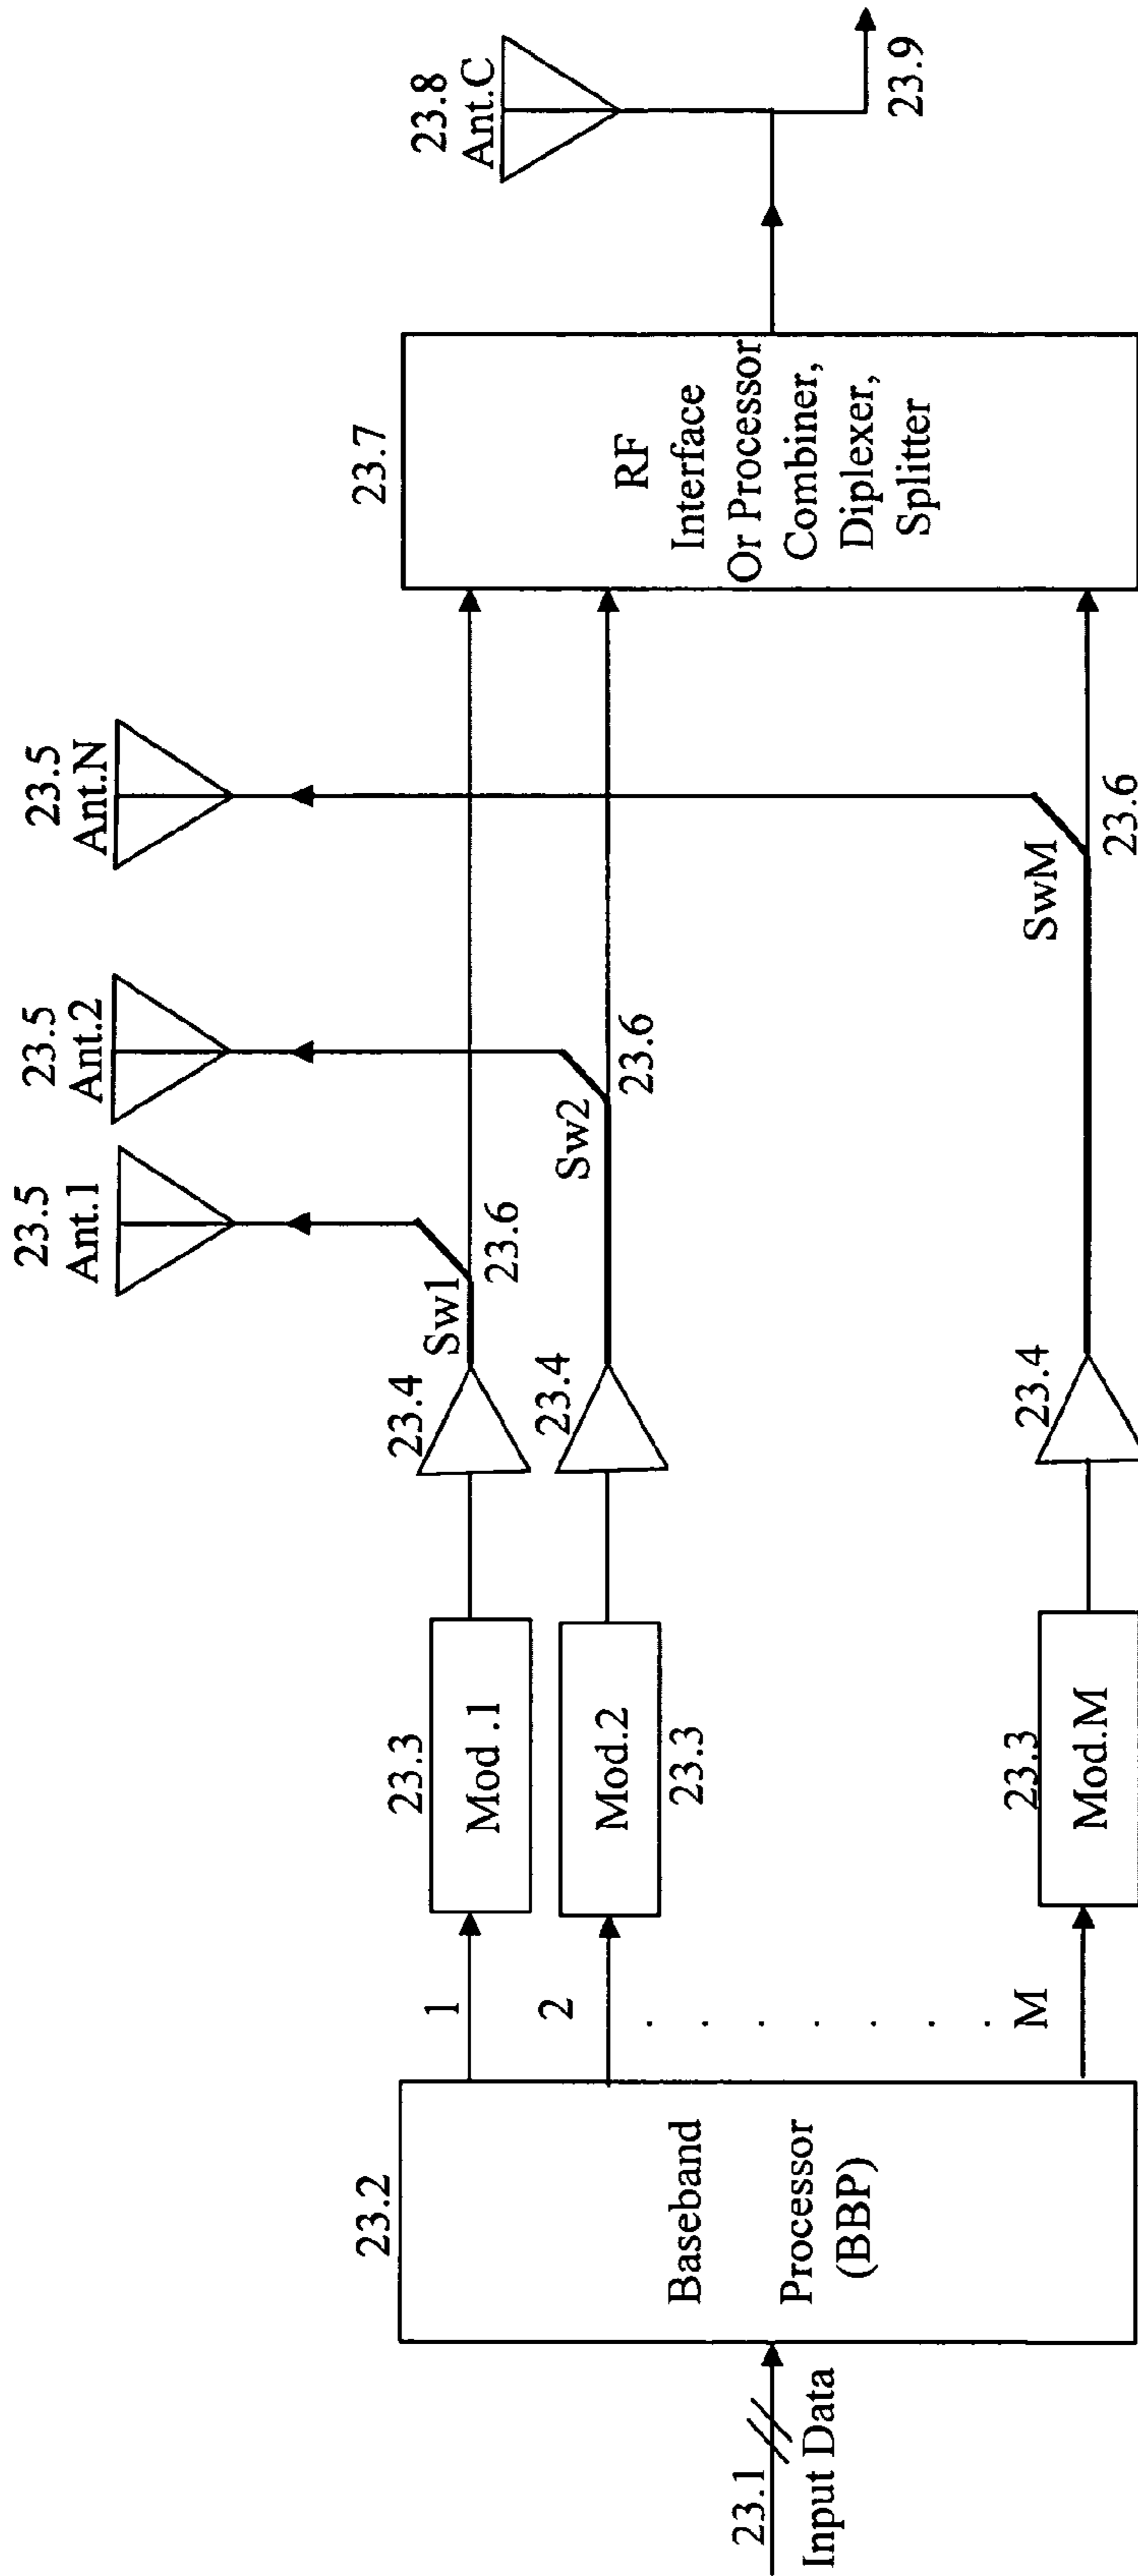 23.1
Input Data
23.2
Baseband
Processor
(BBP)
1
2
. . . . . . .
M
23.3
Mod .1
Mod.2
23.3
23.3
Mod.M
23.4
23.4
23.4
Sw1
23.6
Sw2
23.6
SwM
23.6
23.5
Ant.1
23.5
Ant.2
23.5
Ant.N
23.7
RF
Interface
Or Processor
Combiner,
Diplexer,
Splitter
23.8
Ant.C
23.9